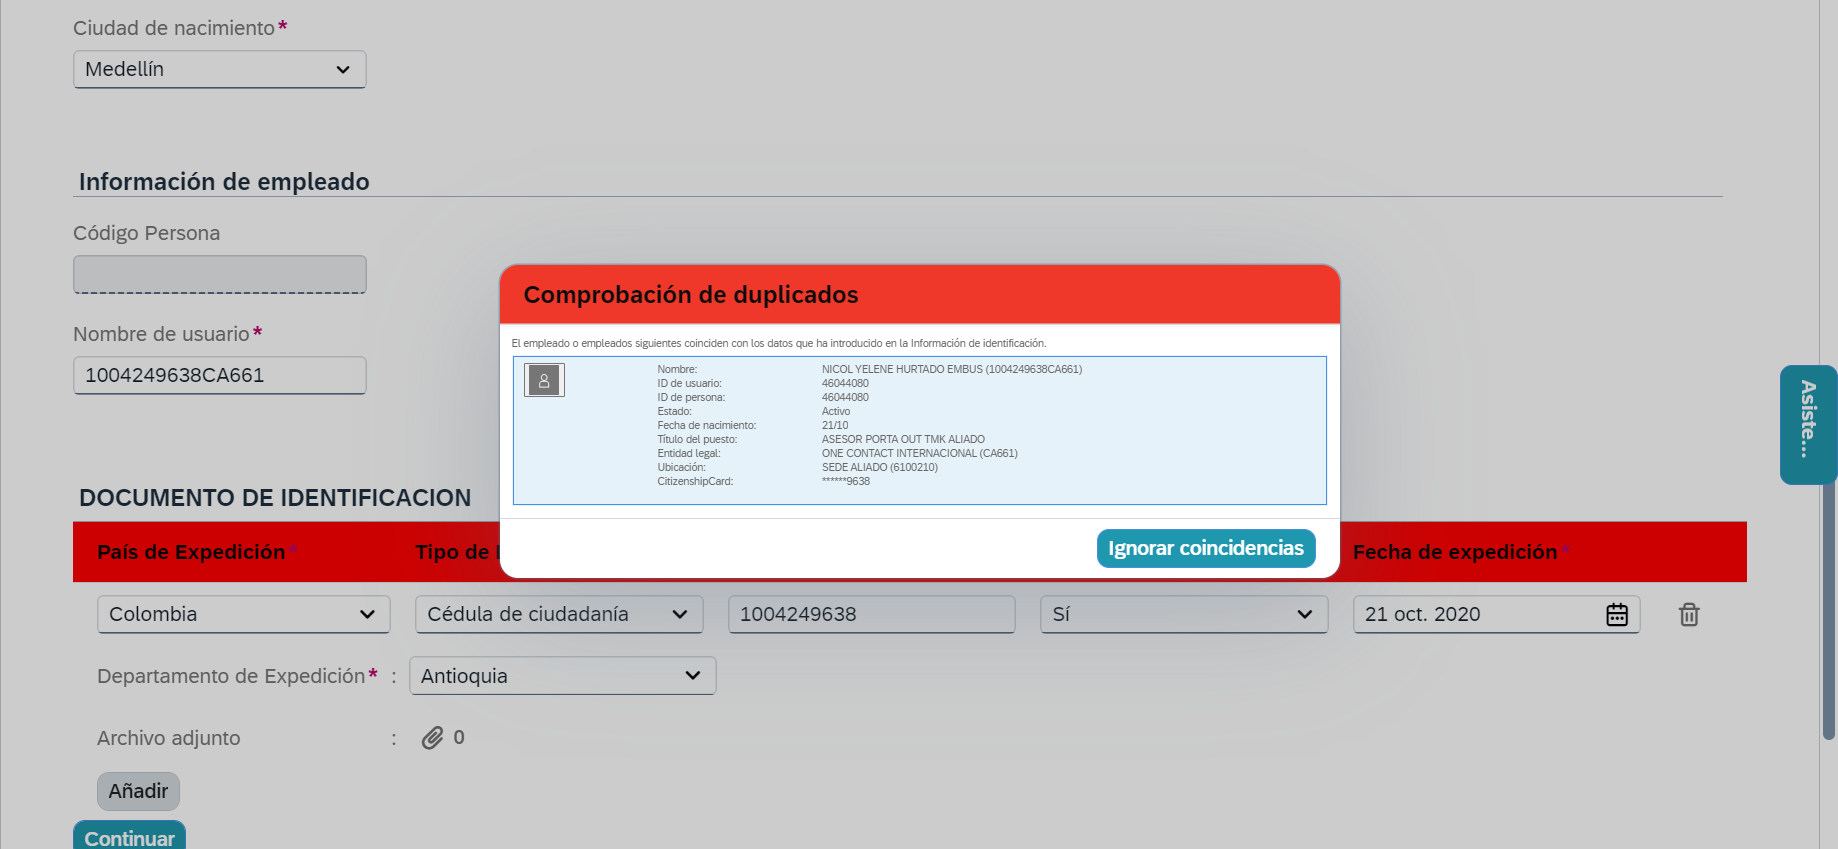 Ciudad de nacimiento*
Medellín
Información de empleado
Código Persona
Nombre de usuario*
1004249638CA661
Comprobación de duplicados
El empleado o empleados siguientes coinciden con los datos que ha introducido en la Información de identificación.
Nombre: NICOL YELENE HURTADO EMBUS (1004249638CA661)
ID de usuario: 46044080
ID de persona: 46044080
Estado: Activo
Fecha de nacimiento: 21/10
Título del puesto: ASESOR PORTA OUT TMK ALIADO
Entidad legal: ONE CONTACT INTERNACIONAL (CA661)
Ubicación: SEDE ALIADO (6100210)
CitizenshipCard: ******9638
Ignorar coincidencias
Asiste...
DOCUMENTO DE IDENTIFICACION
País de Expedición* Tipo de Fecha de expedición*
Colombia Cédula de ciudadanía 1004249638 Sí 21 oct. 2020
Departamento de Expedición* : Antioquia
Archivo adjunto : 0
Añadir
Continuar